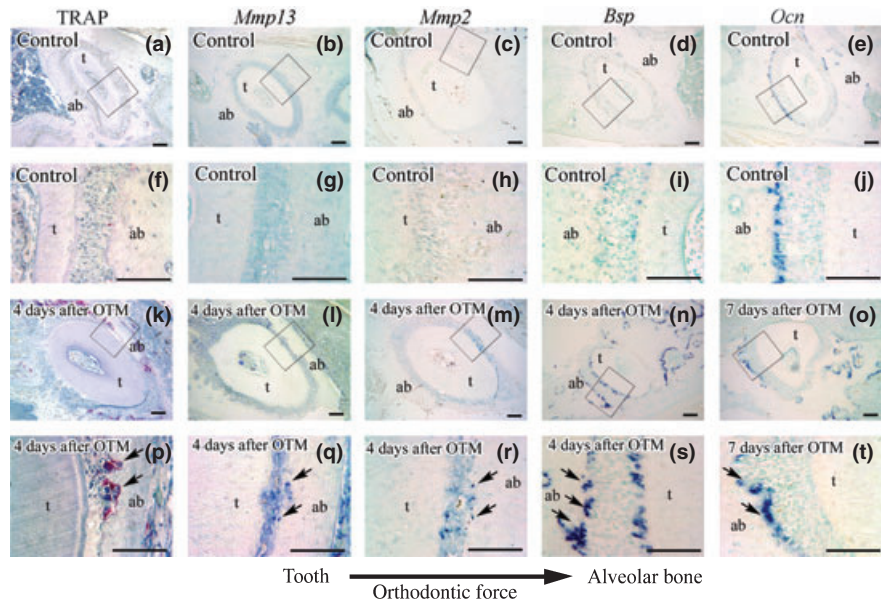 TRAP Mmp13 Mmp2 Bsp Ocn
Control (a) Control (b) Control (c) Control (d) Control (e)
t ab t ab t ab t ab t ab
Control (f) Control (g) Control (h) Control (i) Control (j)
t ab t ab t ab ab t ab t
4 days after OTM (k) 4 days after OTM (l) 4 days after OTM (m) 4 days after OTM (n) 7 days after OTM (o)
ab t ab t ab t t ab t ab
4 days after OTM (p) 4 days after OTM (q) 4 days after OTM (r) 4 days after OTM (s) 7 days after OTM (t)
t ab t ab t ab ab t ab t
Tooth Alveolar bone
Orthodontic force